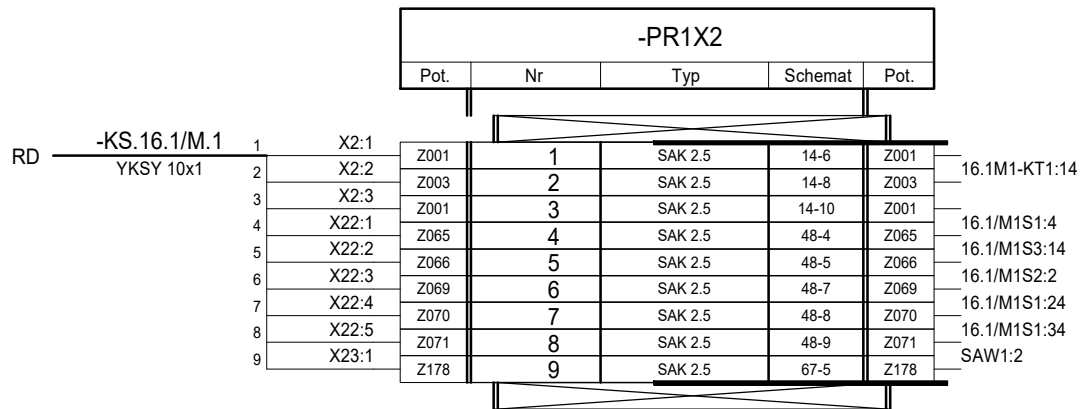 -PR1X2
Pot. Nr Typ Schemat Pot.
RD -KS.16.1/M.1
YKSY 10x1
1 X2:1 Z001 1 SAK 2.5 14-6 Z001
2 X2:2 Z003 2 SAK 2.5 14-8 Z003 16.1M1-KT1:14
3 X2:3 Z001 3 SAK 2.5 14-10 Z001
4 X22:1 Z065 4 SAK 2.5 48-4 Z065 16.1/M1S1:4
5 X22:2 Z066 5 SAK 2.5 48-5 Z066 16.1/M1S3:14
6 X22:3 Z069 6 SAK 2.5 48-7 Z069 16.1/M1S2:2
7 X22:4 Z070 7 SAK 2.5 48-8 Z070 16.1/M1S1:24
8 X22:5 Z071 8 SAK 2.5 48-9 Z071 16.1/M1S1:34
9 X23:1 Z178 9 SAK 2.5 67-5 Z178 SAW1:2